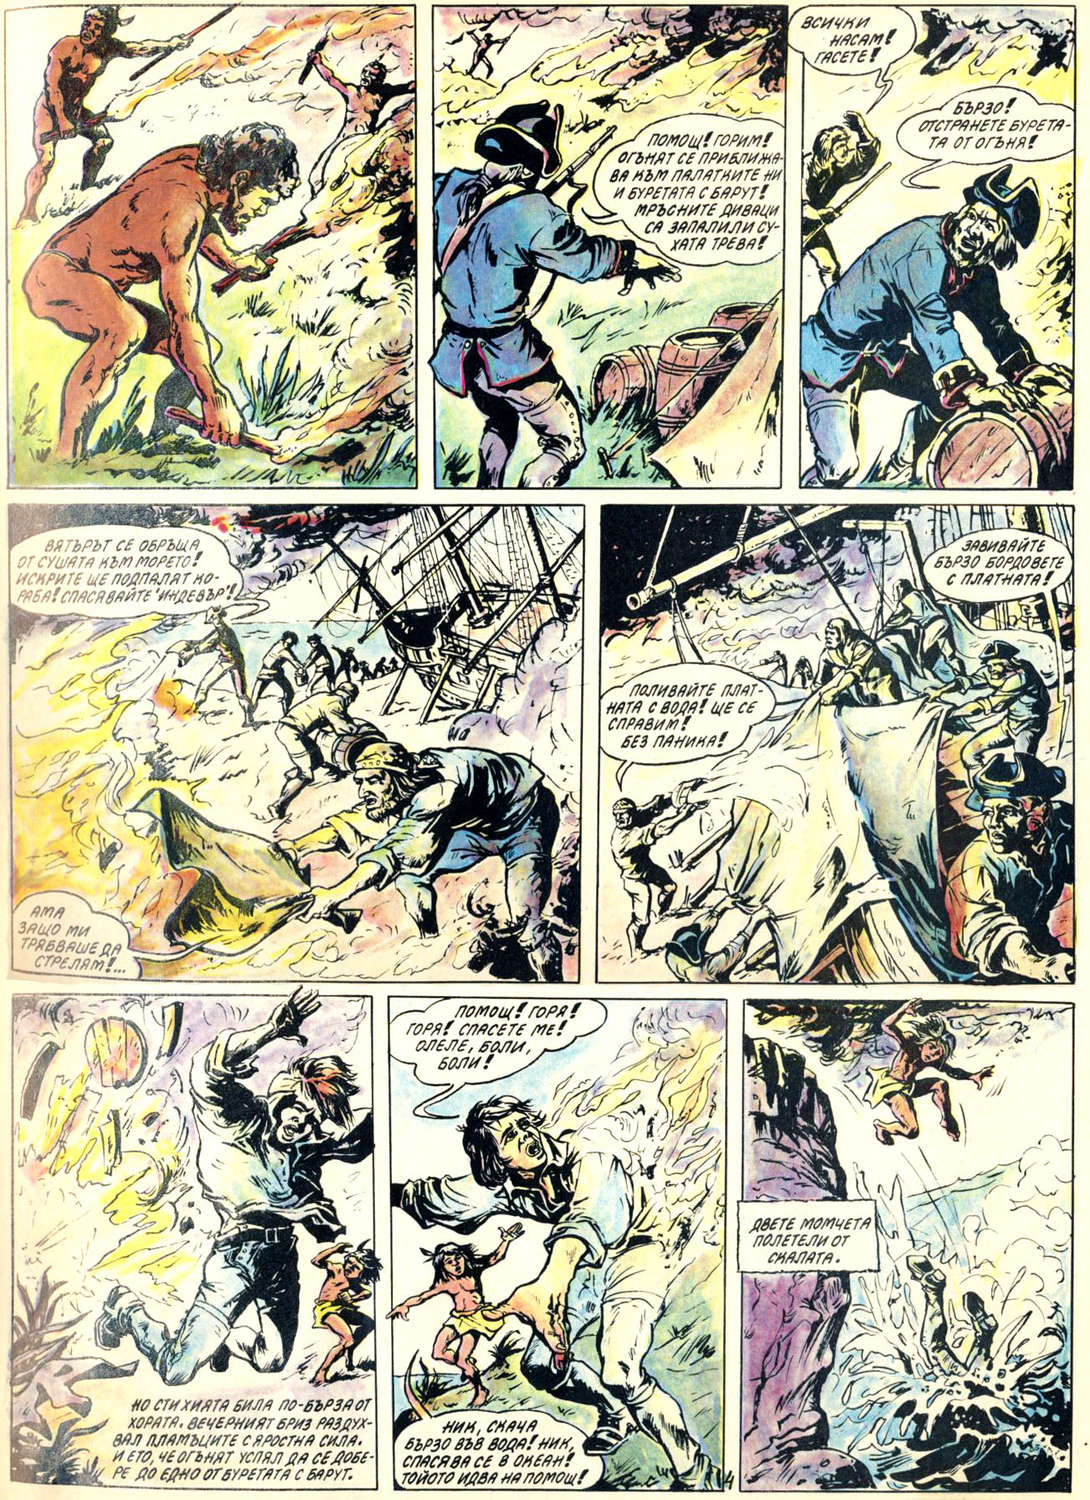 ПОМОЩ! ГОРИМ!
ОГЪНЯТ СЕ ПРИБЛИЖА-
ВА КЪМ ПАЛАТКИТЕ НИ
И БУРЕТАТА С БАРУТ!
МРЪСНИТЕ ДИВАЦИ
СА ЗАПАЛИЛИ СУ-
ХАТА ТРЕВА!
ВСИЧКИ
НАСАМ!
ГАСЕТЕ!
БЪРЗО!
ОТСТРАНЕТЕ БУРЕТА-
ТА ОТ ОГЪНЯ!
ВЯТЪРЪТ СЕ ОБРЪЩА
ОТ СУШАТА КЪМ МОРЕТО!
ИСКРИТЕ ЩЕ ПОДПАЛАТ КО-
РАБА! СПАСЯВАЙТЕ "ИНДЕВЪР"!
АМА
ЗАЩО МИ
ТРЯБВАШЕ ДА
СТРЕЛЯМ!...
ЗАВИВАЙТЕ
БЪРЗО БОРДОВЕТЕ
С ПЛАТНАТА!
ПОЛИВАЙТЕ ПЛАТ-
НАТА С ВОДА! ЩЕ СЕ
СПРАВИМ!
БЕЗ ПАНИКА!
НО СТИХИЯТА БИЛА ПО-БЪРЗА ОТ
ХОРАТА. ВЕЧЕРНИЯТ БРИЗ РАЗДУХ-
ВАЛ ПЛАМЪЦИТЕ С ЯРОСТНА СИЛА.
И ЕТО, ЧЕ ОГЪНЯТ УСПЯЛ ДА СЕ ДОБЕ-
РЕ ДО ЕДНО ОТ БУРЕТАТА С БАРУТ.
ПОМОЩ! ГОРЯ!
ГОРЯ! СПАСЕТЕ МЕ!
ОЛЕЛЕ, БОЛИ,
БОЛИ!
НИК, СКАЧА
БЪРЗО ВЪВ ВОДА! НИК,
СПАСЯВА СЕ В ОКЕАН!
ТОЙОТО ИДВА НА ПОМОЩ!
4
ДВЕТЕ МОМЧЕТА
ПОЛЕТЕЛИ ОТ
СКАЛАТА.